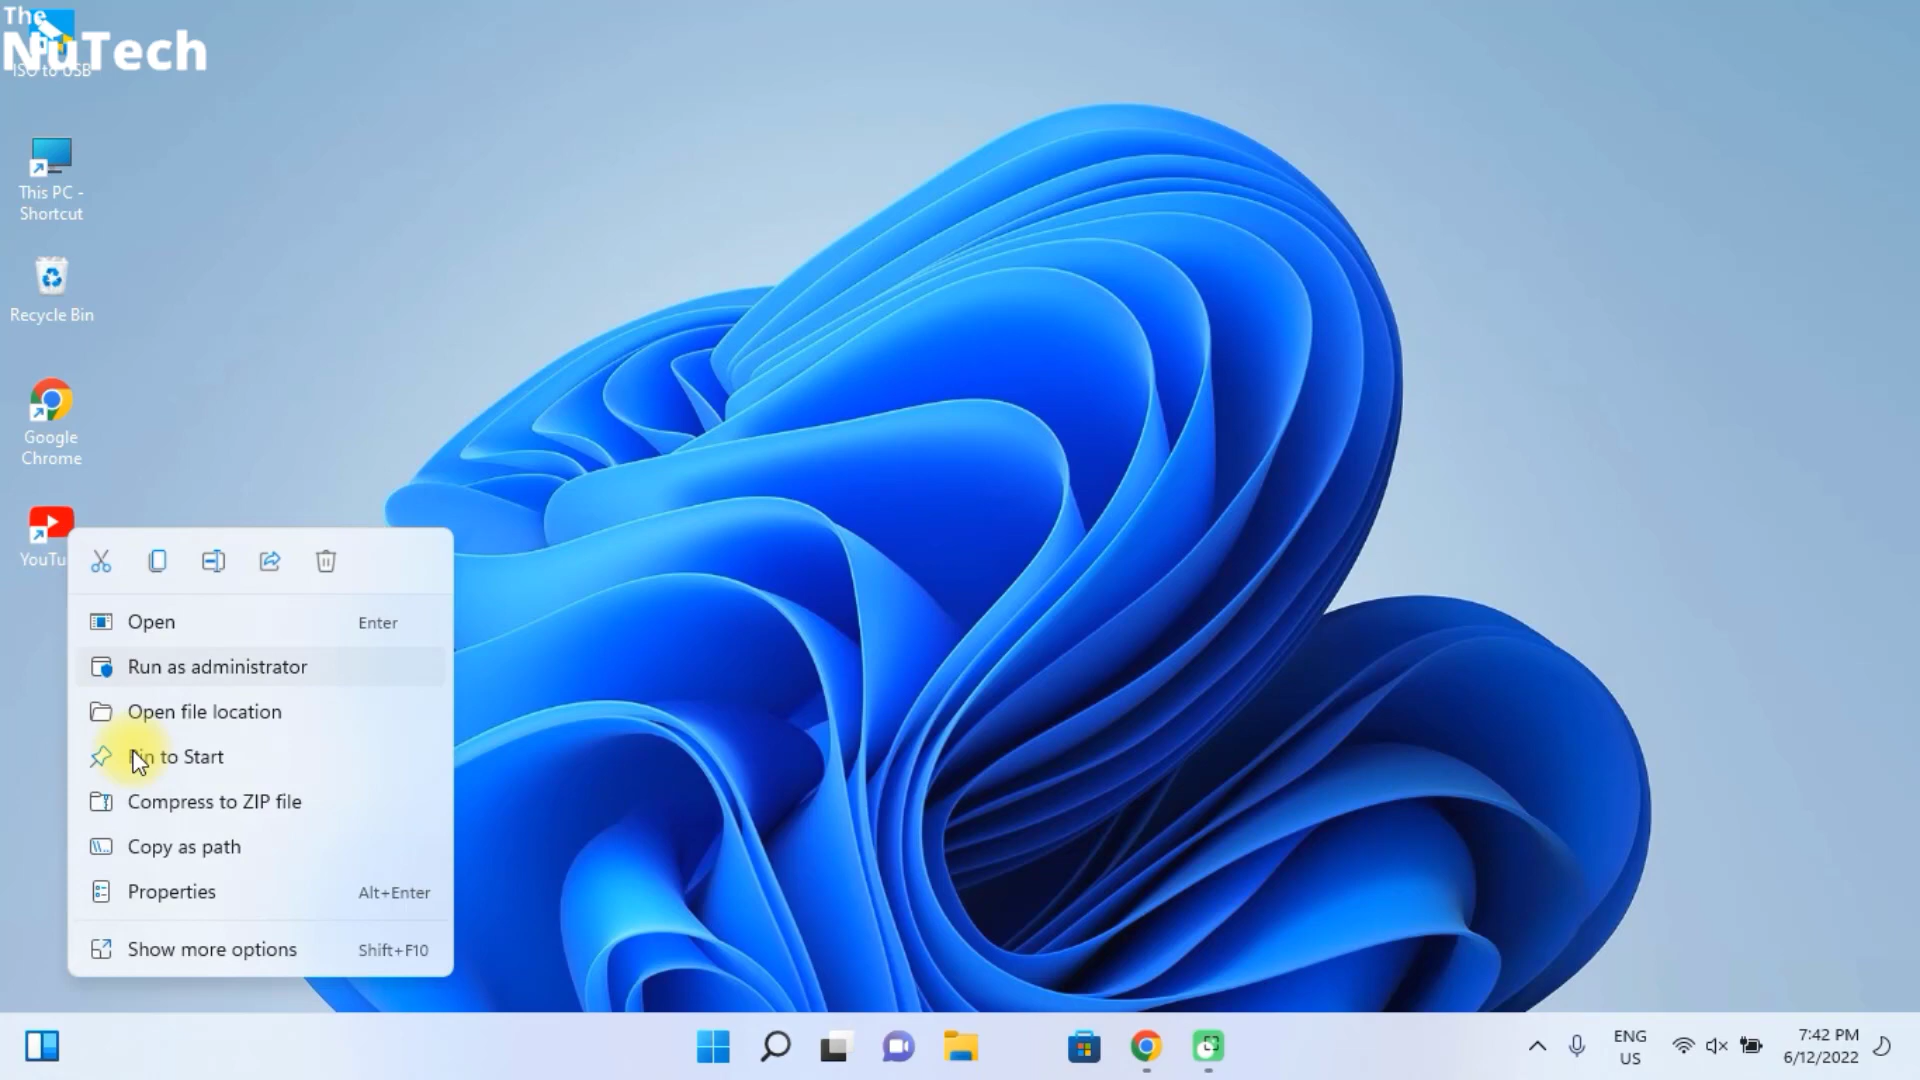 The
NuTech
ISO to USB
This PC -
Shortcut
Recycle Bin
Google
Chrome
YouTu
Open Enter
Run as administrator
Open file location
Pin to Start
Compress to ZIP file
Copy as path
Properties Alt+Enter
Show more options Shift+F10
ENG
US
7:42 PM
6/12/2022